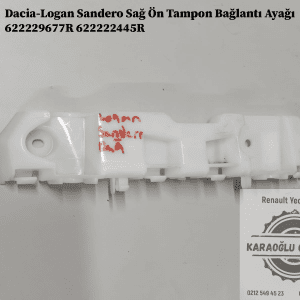 Dacia-Logan Sandero Sağ Ön Tampon Bağlantı Ayağı
622229677R 622222445R
Logan
Sandero
Sağ
Renault Yed
KARAOĞLU
0212 549 45 23